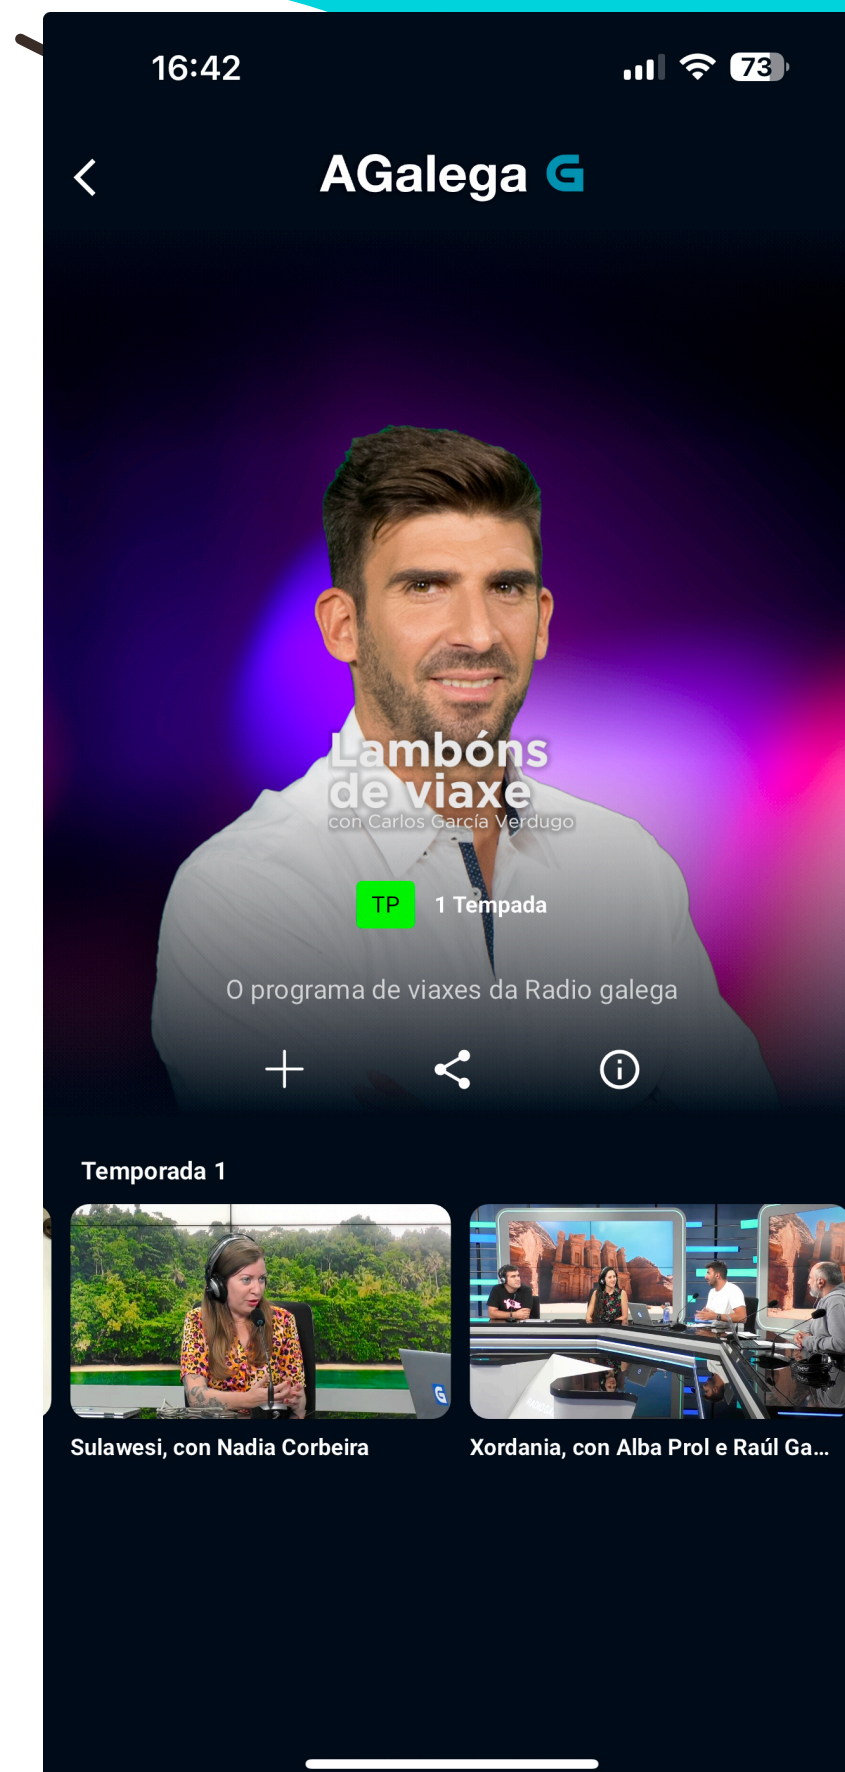 16:42
73
AGalega G
Lambóns
de viaxe
con Carlos García Verdugo
TP 1 Tempada
O programa de viaxes da Radio galega
Temporada 1
Sulawesi, con Nadia Corbeira
Xordania, con Alba Prol e Raúl Ga...